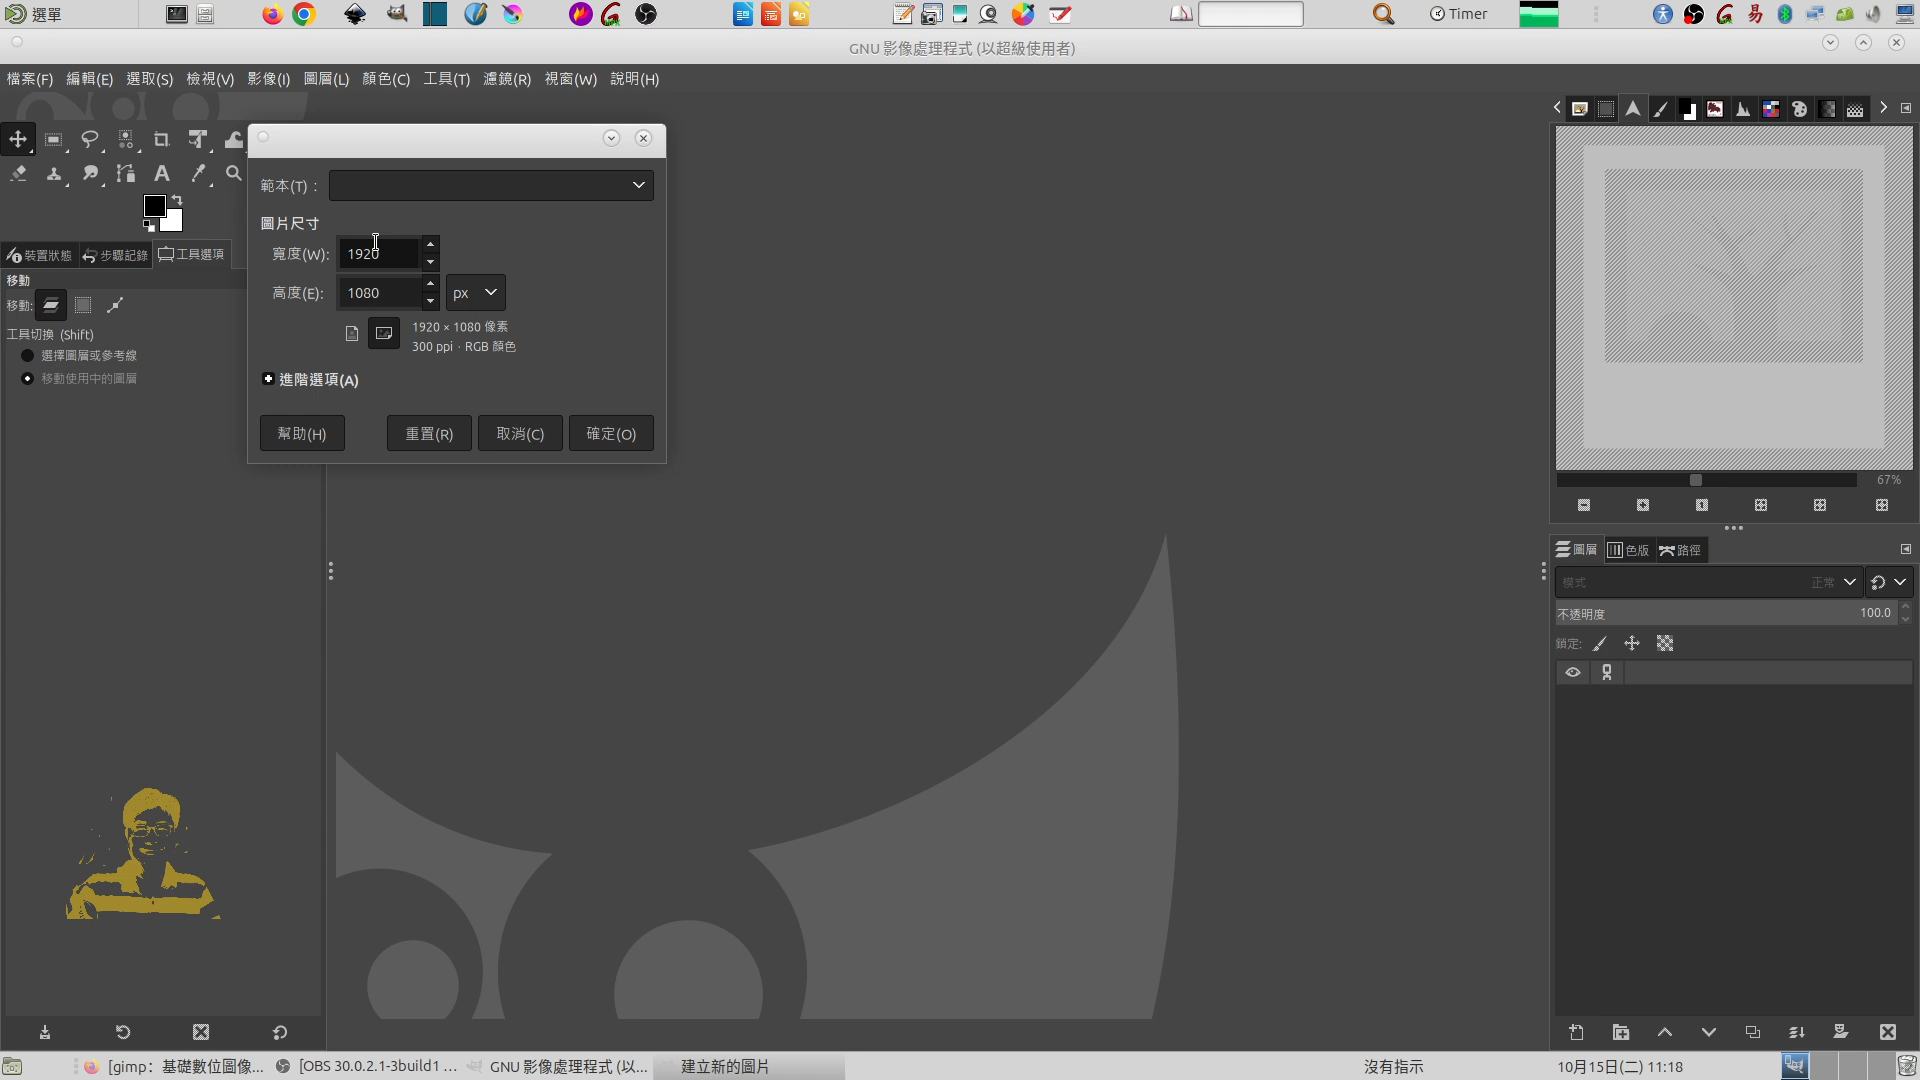 選單
Timer
易
GNU 影像處理程式 (以超級使用者)
檔案(F) 編輯(E) 選取(S) 檢視(V) 影像(I) 圖層(L) 顏色(C) 工具(T) 濾鏡(R) 視窗(W) 說明(H)
範本(T) :
圖片尺寸
寬度(W): 1920
高度(E): 1080 px
1920 × 1080 像素
300 ppi · RGB 顏色
進階選項(A)
幫助(H) 重置(R) 取消(C) 確定(O)
裝置狀態 步驟記錄 工具選項
移動
移動:
工具切換 (Shift)
選擇圖層或參考線
移動使用中的圖層
67%
圖層 色版 路徑
模式 正常
不透明度 100.0
鎖定:
[gimp：基礎數位圖像... [OBS 30.0.2.1-3build1 ... GNU 影像處理程式 (以... 建立新的圖片 沒有指示 10月15日(二) 11:18